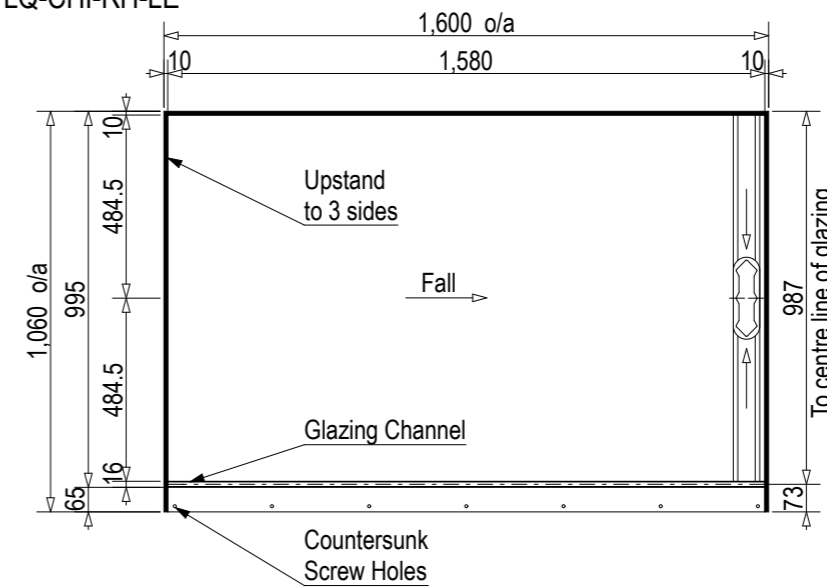 1,600 o/a
10 1,580 10
10
484.5
484.5
16
995
65
1,060 o/a
Upstand
to 3 sides
Fall
Glazing Channel
Countersunk
Screw Holes
987
To centre line of glazing
73